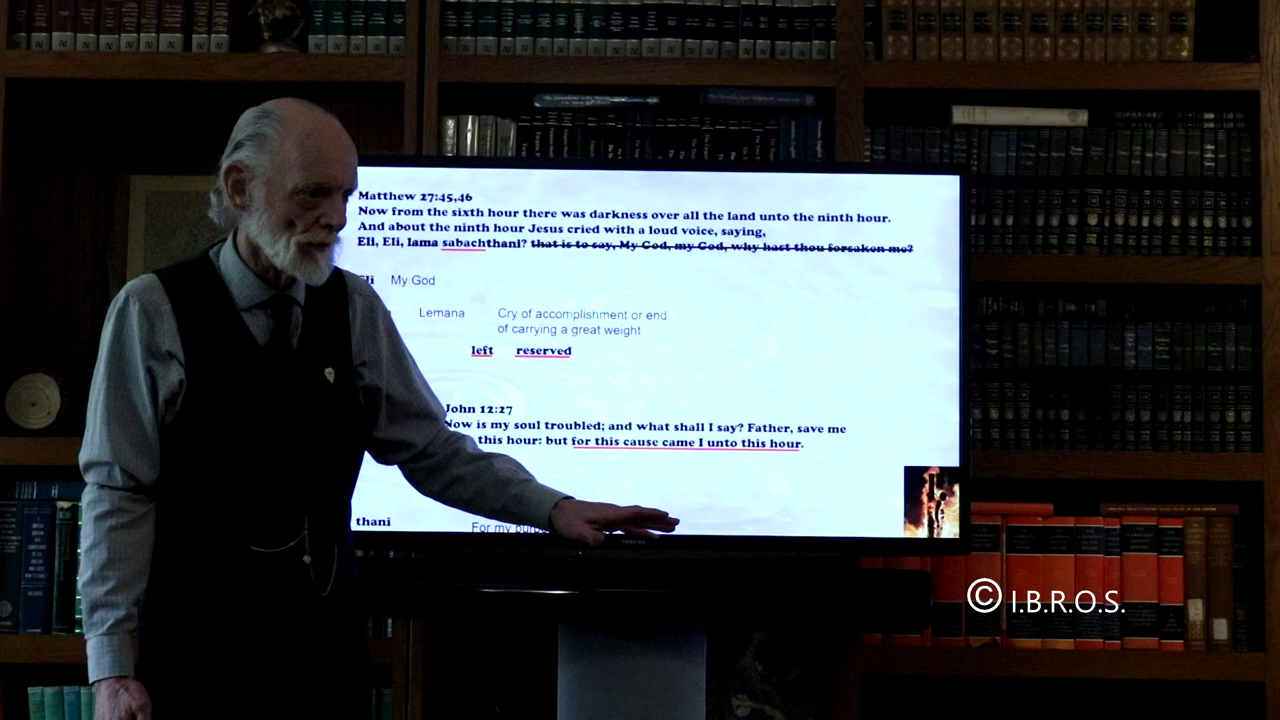 Matthew 27:45,46
Now from the sixth hour there was darkness over all the land unto the ninth hour.
And about the ninth hour Jesus cried with a loud voice, saying,
Eli, Eli, lama sabachthani? that is to say, My God, my God, why hast thou forsaken me?
My God
Lemana Cry of accomplishment or end
of carrying a great weight
left reserved
John 12:27
Now is my soul troubled; and what shall I say? Father, save me
this hour: but for this cause came I unto this hour.
thani For my
© I.B.R.O.S.